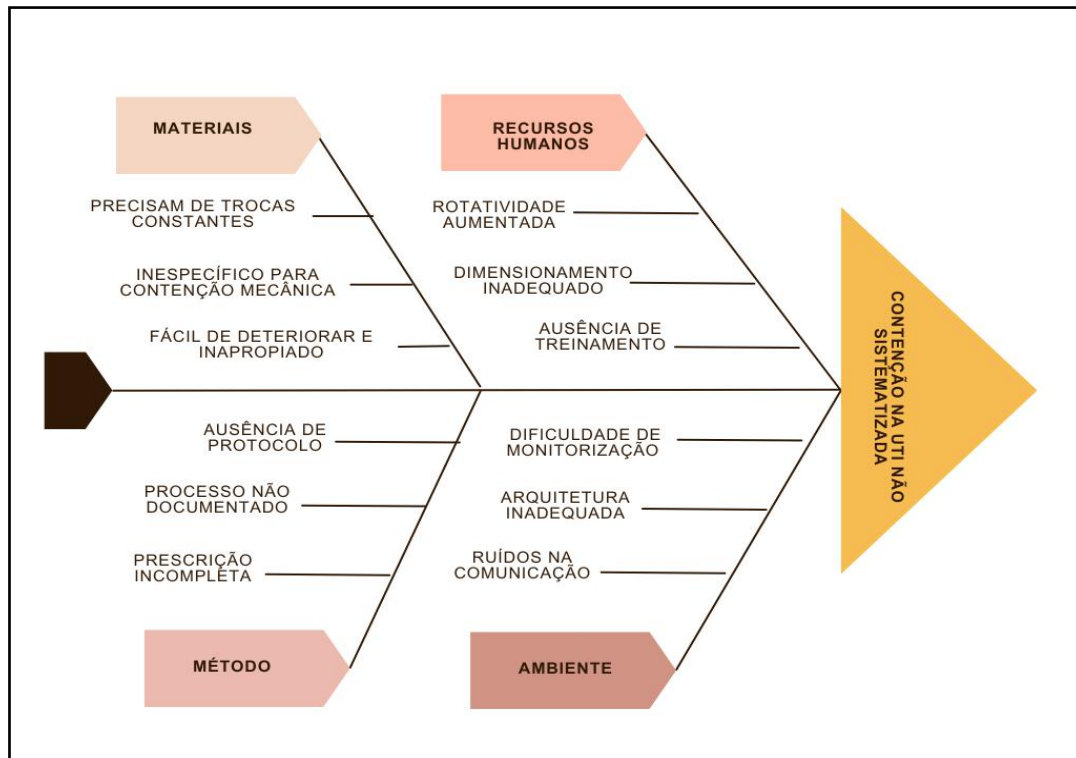 MATERIAIS
PRECISAM DE TROCAS
CONSTANTES
INESPECÍFICO PARA
CONTENÇÃO MECÂNICA
FÁCIL DE DETERIORAR E
INAPROPIADO
RECURSOS
HUMANOS
ROTATIVIDADE
AUMENTADA
DIMENSIONAMENTO
INADEQUADO
AUSÊNCIA DE
TREINAMENTO
CONTENÇÃO NA UTI NÃO
SISTEMATIZADA
AUSÊNCIA DE
PROTOCOLO
PROCESSO NÃO
DOCUMENTADO
PRESCRIÇÃO
INCOMPLETA
MÉTODO
DIFICULDADE DE
MONITORIZAÇÃO
ARQUITETURA
INADEQUADA
RUÍDOS NA
COMUNICAÇÃO
AMBIENTE